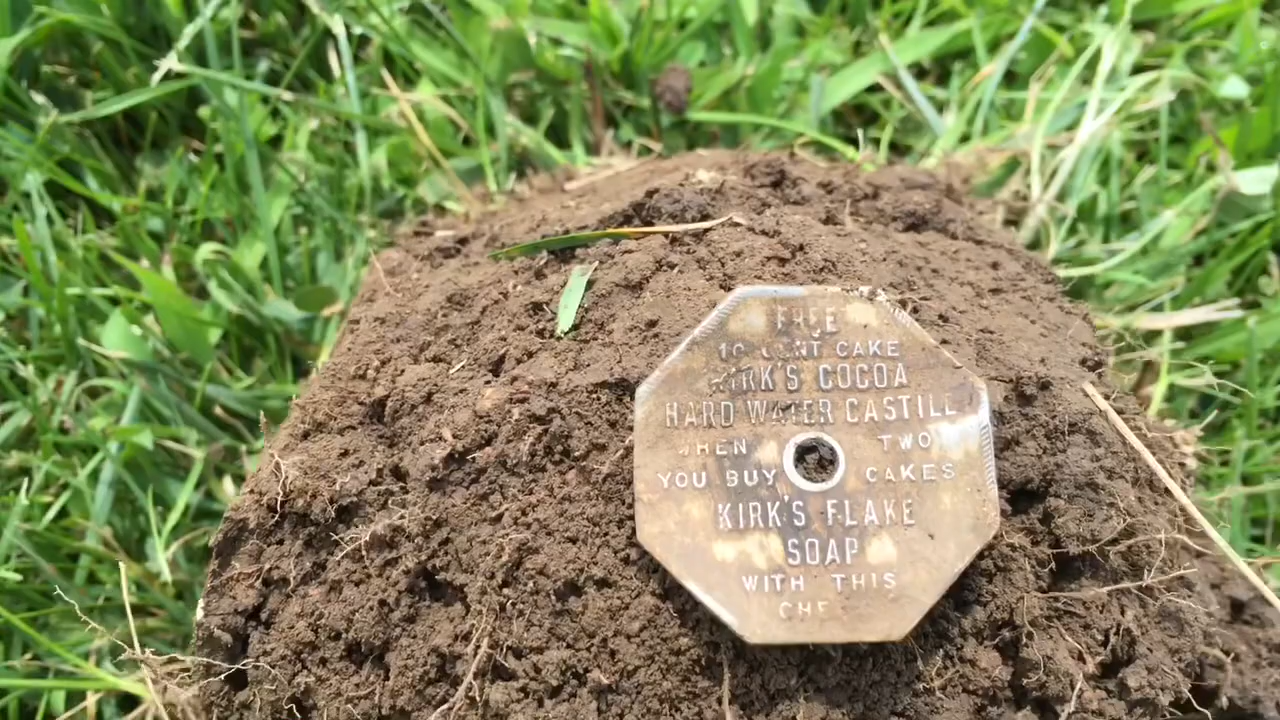 FREE
10 CENT CAKE
KIRK'S COCOA
HARD WATER CASTILE
WHEN TWO
YOU BUY CAKES
KIRK'S FLAKE
SOAP
WITH THIS
CHE